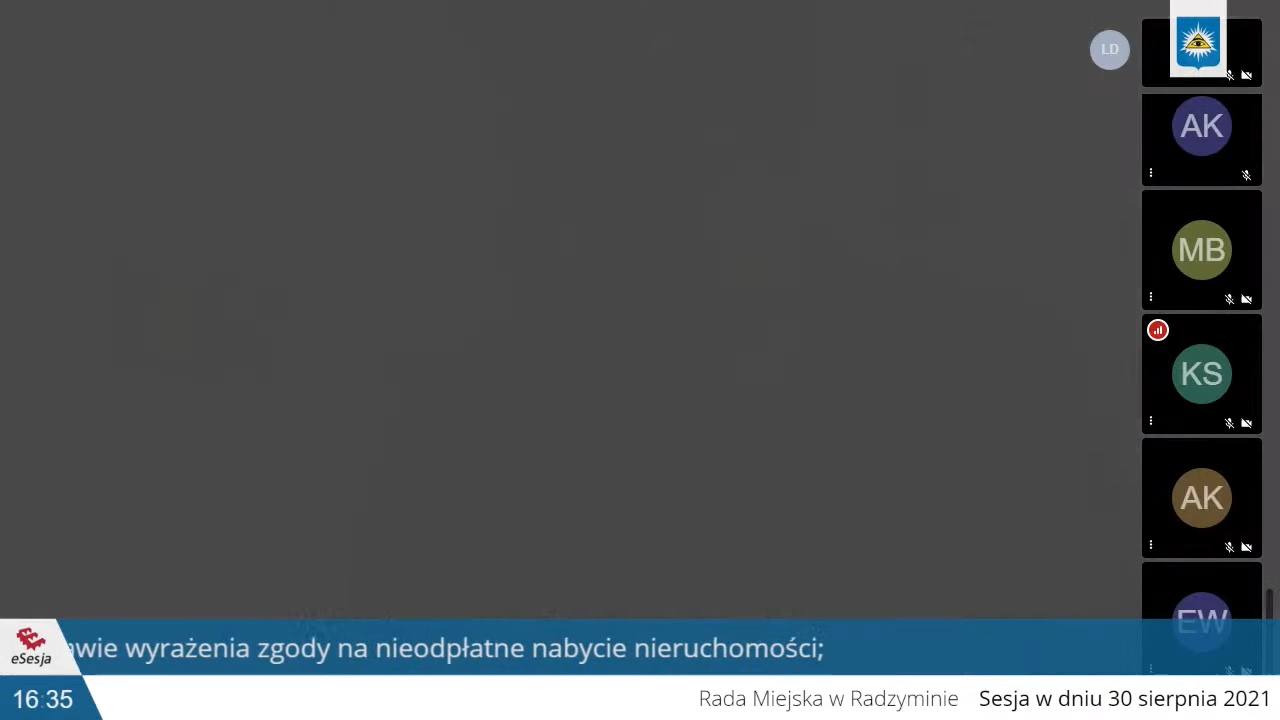 LD
AK
MB
KS
AK
EW
wie wyrażenia zgody na nieodpłatne nabycie nieruchomości;
eSesja
16:35
Rada Miejska w Radzyminie Sesja w dniu 30 sierpnia 2021